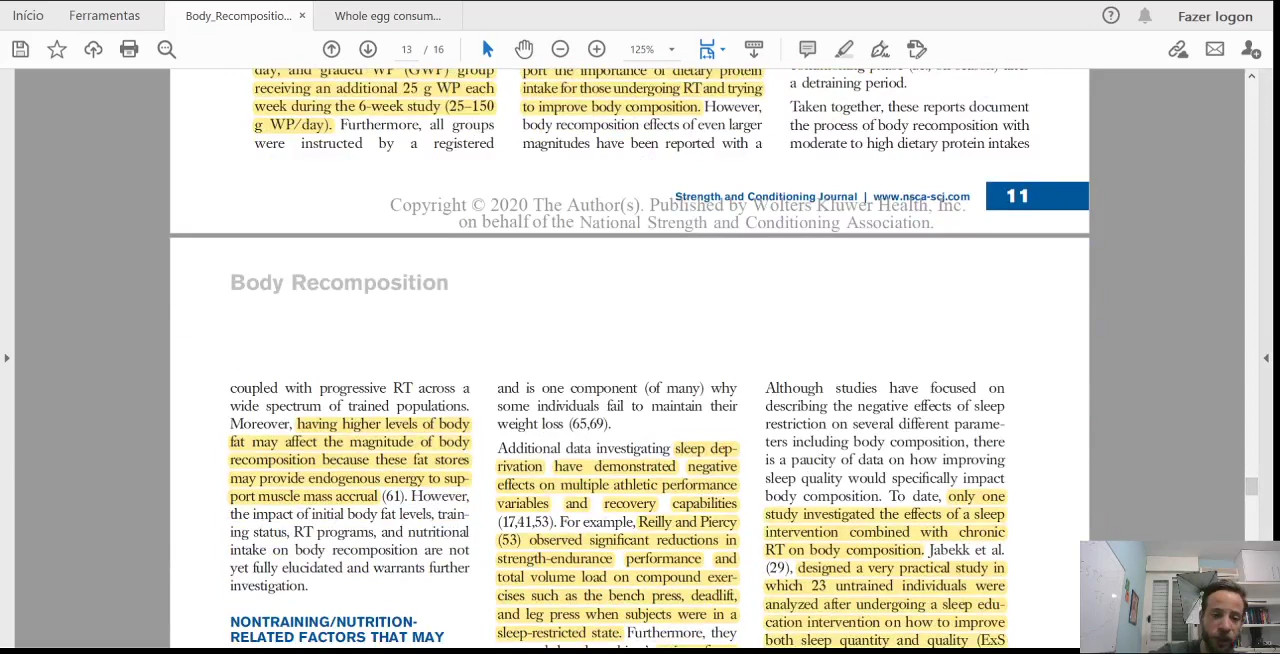 Início
Ferramentas
Body_Recompositio...
Whole egg consum...
Fazer logon
13 / 16
125%
day, and graded WP (GWP) group
receiving an additional 25 g WP each
week during the 6-week study (25–150
g WP/day). Furthermore, all groups
were instructed by a registered
port the importance of dietary protein
intake for those undergoing RT and trying
to improve body composition. However,
body recomposition effects of even larger
magnitudes have been reported with a
a detraining period.
Taken together, these reports document
the process of body recomposition with
moderate to high dietary protein intakes
Strength and Conditioning Journal | www.nsca-scj.com
11
Copyright © 2020 The Author(s). Published by Wolters Kluwer Health, Inc.
on behalf of the National Strength and Conditioning Association.
Body Recomposition
coupled with progressive RT across a
wide spectrum of trained populations.
Moreover, having higher levels of body
fat may affect the magnitude of body
recomposition because these fat stores
may provide endogenous energy to sup-
port muscle mass accrual (61). However,
the impact of initial body fat levels, train-
ing status, RT programs, and nutritional
intake on body recomposition are not
yet fully elucidated and warrants further
investigation.
NONTRAINING/NUTRITION-
RELATED FACTORS THAT MAY
and is one component (of many) why
some individuals fail to maintain their
weight loss (65,69).
Additional data investigating sleep dep-
rivation have demonstrated negative
effects on multiple athletic performance
variables and recovery capabilities
(17,41,53). For example, Reilly and Piercy
(53) observed significant reductions in
strength-endurance performance and
total volume load on compound exer-
cises such as the bench press, deadlift,
and leg press when subjects were in a
sleep-restricted state. Furthermore, they
Although studies have focused on
describing the negative effects of sleep
restriction on several different parame-
ters including body composition, there
is a paucity of data on how improving
sleep quality would specifically impact
body composition. To date, only one
study investigated the effects of a sleep
intervention combined with chronic
RT on body composition. Jabekk et al.
(29), designed a very practical study in
which 23 untrained individuals were
analyzed after undergoing a sleep edu-
cation intervention on how to improve
both sleep quantity and quality (ExS